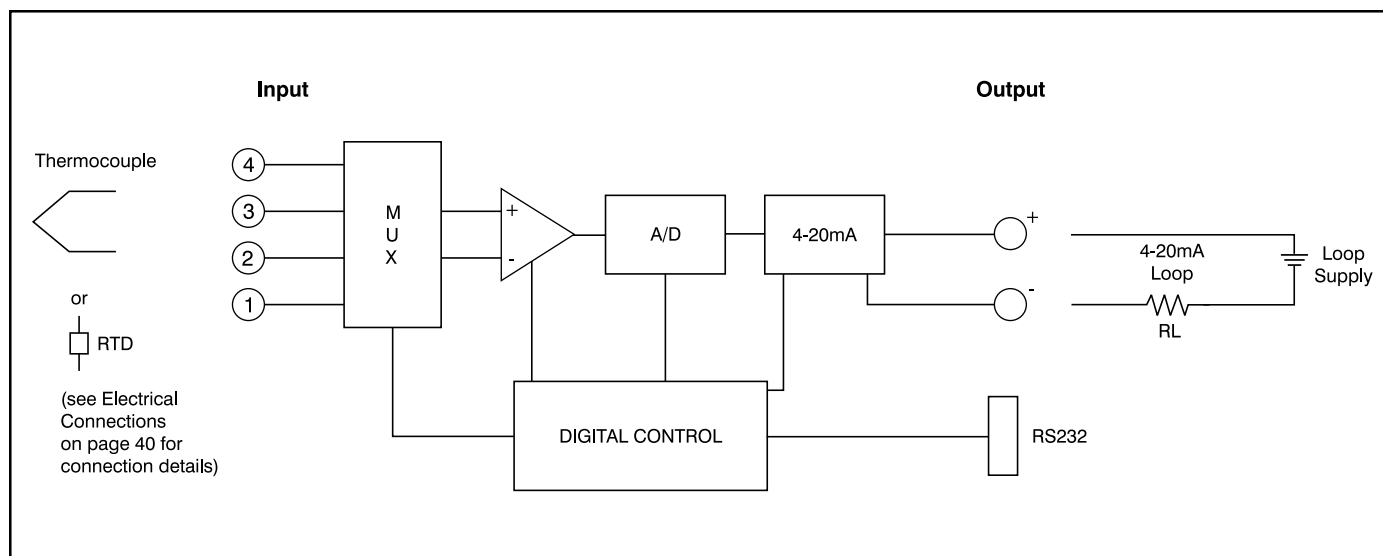 Input
Output
Thermocouple
4
3
2
1
M
U
X
+
-
A/D
4-20mA
+
-
4-20mA
Loop
RL
Loop
Supply
or
RTD
(see Electrical
Connections
on page 40 for
connection details)
DIGITAL CONTROL
RS232